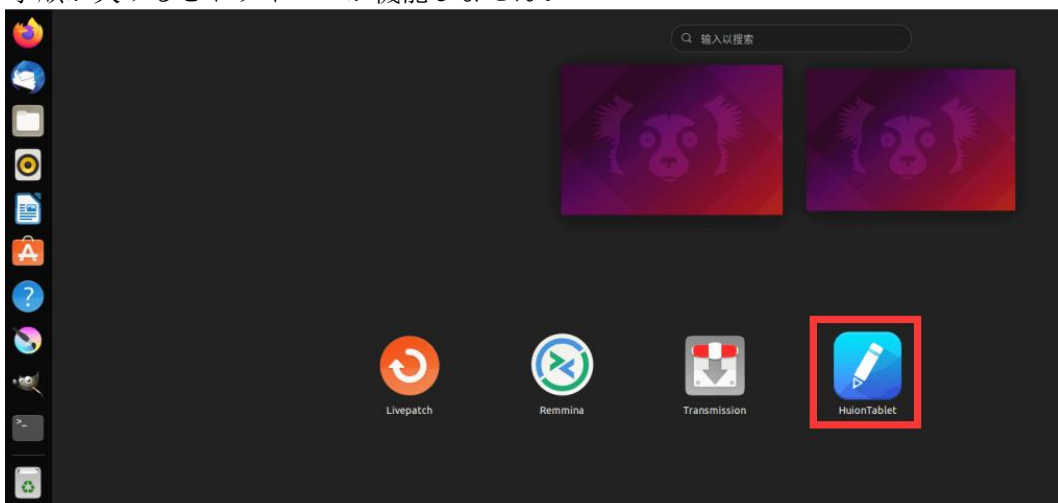 输入以搜索
Livepatch
Remmina
Transmission
HuionTablet